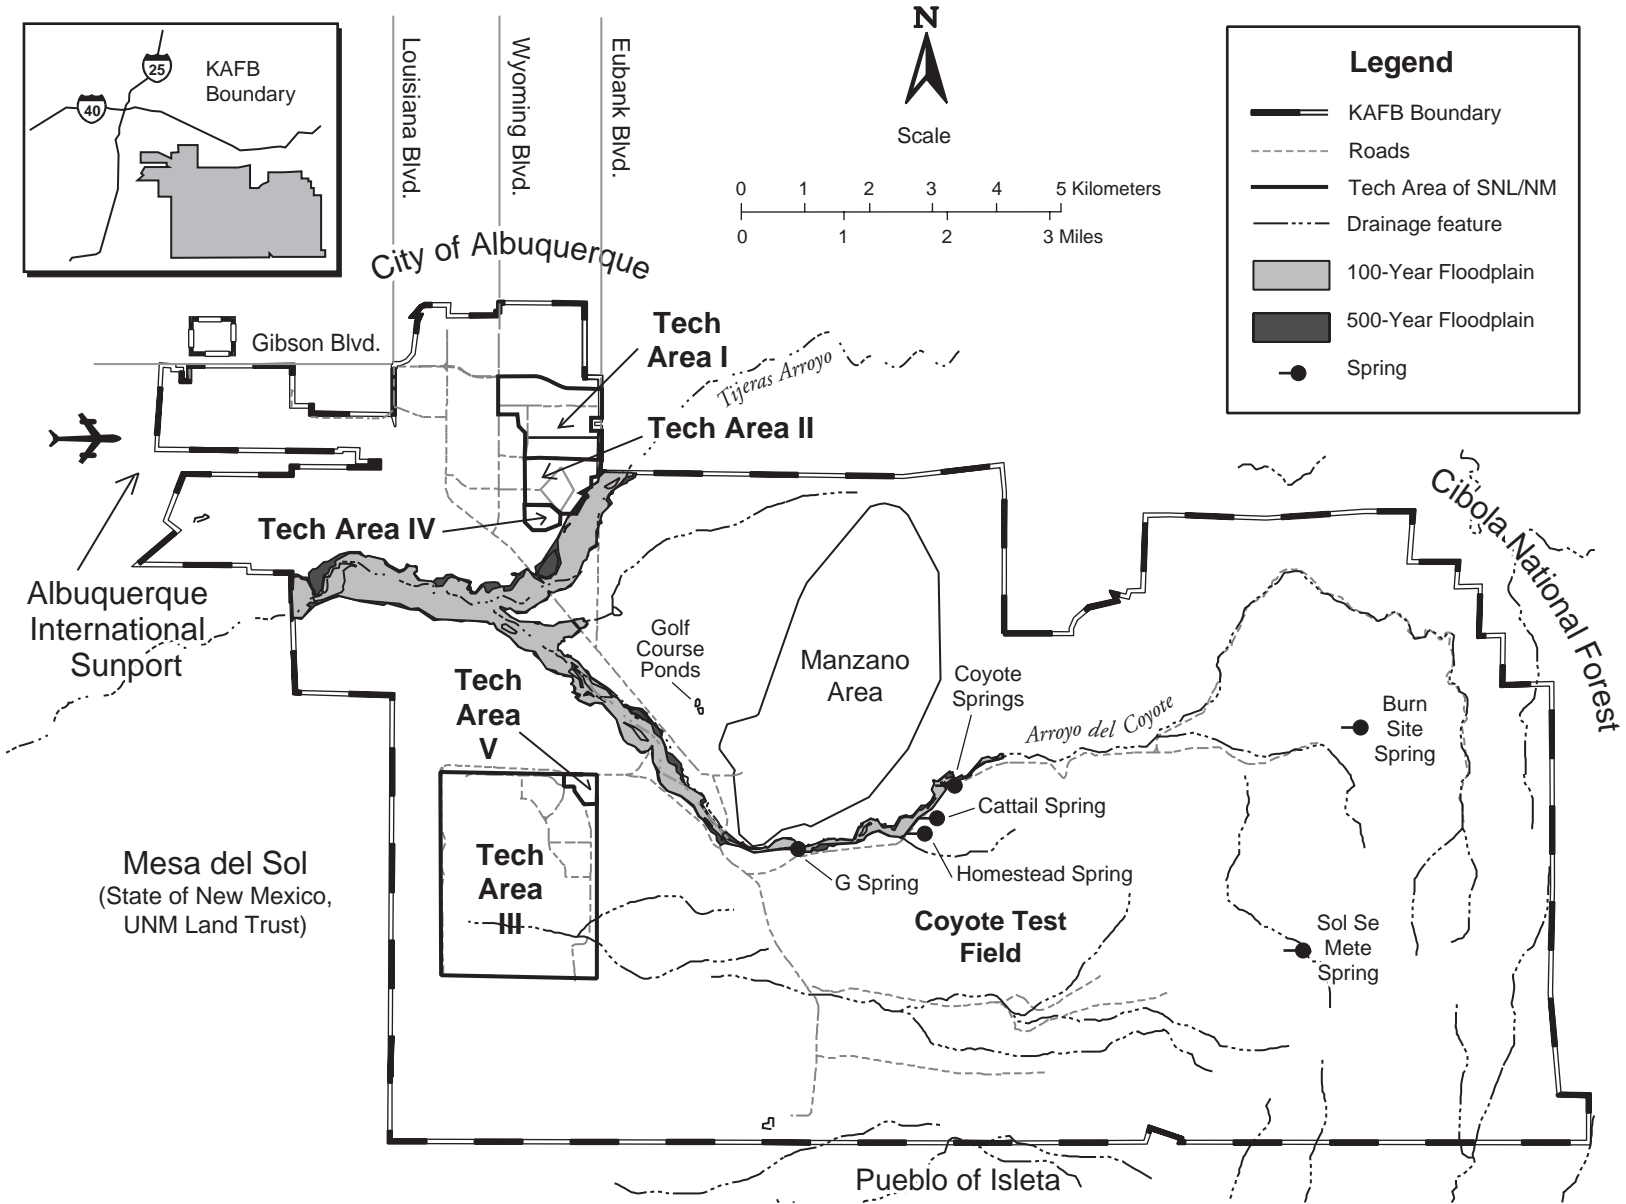 25
40
KAFB
Boundary
Louisiana Blvd.
Wyoming Blvd.
Eubank Blvd.
N
Scale
0 1 2 3 4 5 Kilometers
0 1 2 3 Miles
Legend
KAFB Boundary
Roads
Tech Area of SNL/NM
Drainage feature
100-Year Floodplain
500-Year Floodplain
Spring
City of Albuquerque
Gibson Blvd.
Tech
Area I
Tijeras Arroyo
Tech Area II
Tech Area IV
Albuquerque
International
Sunport
Cibola National Forest
Golf
Course
Ponds
Manzano
Area
Coyote
Springs
Arroyo del Coyote
Burn
Site
Spring
Tech
Area
V
Cattail Spring
Tech
Area
III
Mesa del Sol
(State of New Mexico,
UNM Land Trust)
G Spring
Homestead Spring
Coyote Test
Field
Sol Se
Mete
Spring
Pueblo of Isleta